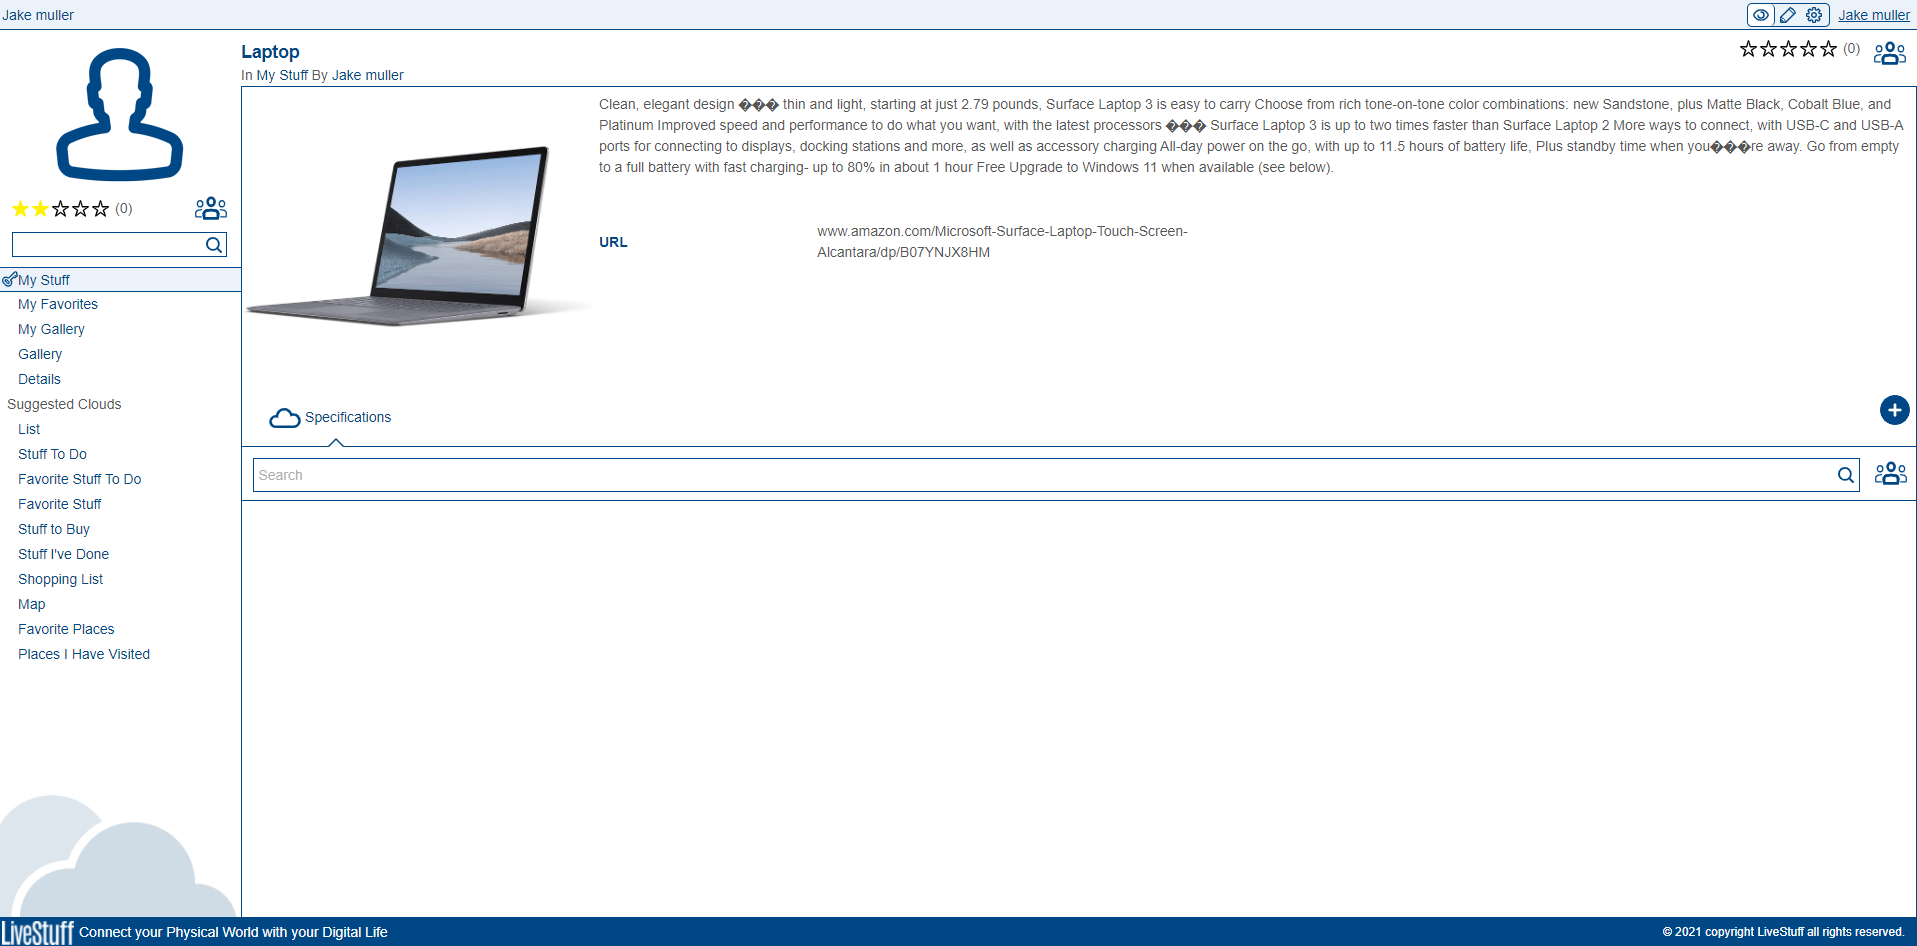 Jake muller
Jake muller
Laptop
(0)
In My Stuff By Jake muller
Clean, elegant design ��� thin and light, starting at just 2.79 pounds, Surface Laptop 3 is easy to carry Choose from rich tone-on-tone color combinations: new Sandstone, plus Matte Black, Cobalt Blue, and
Platinum Improved speed and performance to do what you want, with the latest processors ��� Surface Laptop 3 is up to two times faster than Surface Laptop 2 More ways to connect, with USB-C and USB-A
ports for connecting to displays, docking stations and more, as well as accessory charging All-day power on the go, with up to 11.5 hours of battery life, Plus standby time when you���re away. Go from empty
to a full battery with fast charging- up to 80% in about 1 hour Free Upgrade to Windows 11 when available (see below).
URL
www.amazon.com/Microsoft-Surface-Laptop-Touch-Screen-
Alcantara/dp/B07YNJX8HM
(0)
My Stuff
My Favorites
My Gallery
Gallery
Details
Suggested Clouds
List
Stuff To Do
Favorite Stuff To Do
Favorite Stuff
Stuff to Buy
Stuff I've Done
Shopping List
Map
Favorite Places
Places I Have Visited
Specifications
Search
LiveStuff Connect your Physical World with your Digital Life
© 2021 copyright LiveStuff all rights reserved.